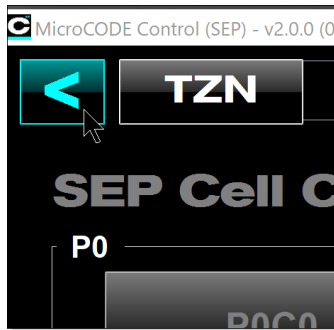 MicroCODE Control (SEP) - v2.0.0 (0
< TZN
SEP Cell C
P0
P0C0